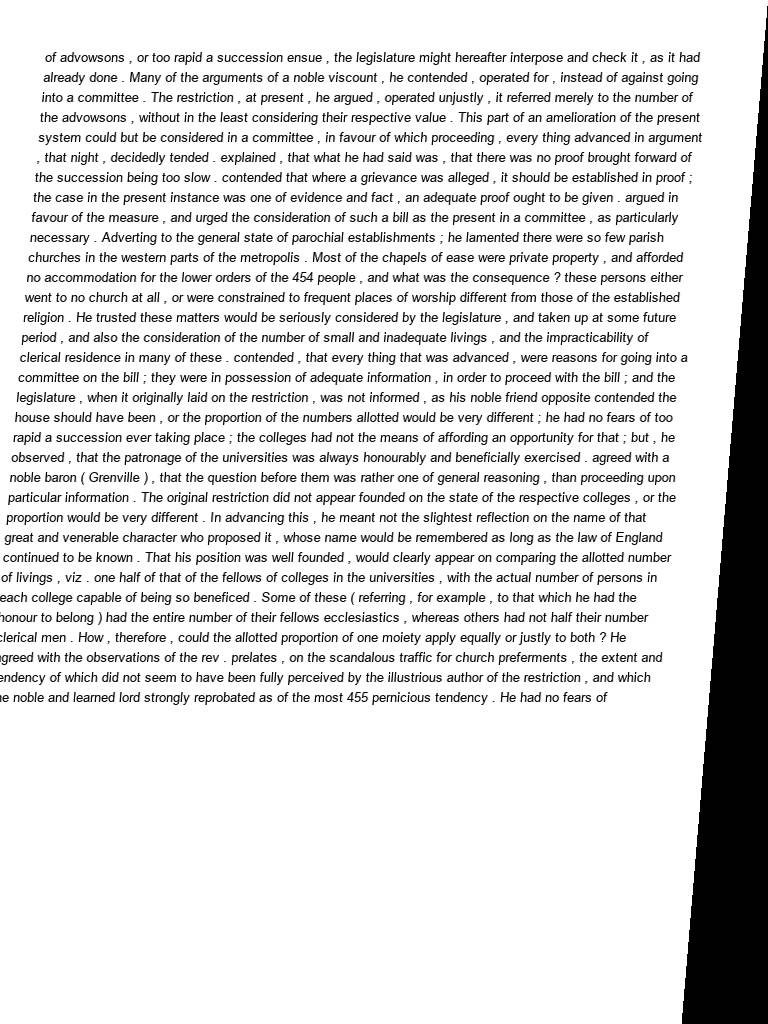 of advowsons , or too rapid a succession ensue , the legislature might hereafter interpose and check it , as it had
already done . Many of the arguments of a noble viscount , he contended , operated for , instead of against going
into a committee . The restriction , at present , he argued , operated unjustly , it referred merely to the number of
the advowsons , without in the least considering their respective value . This part of an amelioration of the present
system could but be considered in a committee , in favour of which proceeding , every thing advanced in argument
, that night , decidedly tended . explained , that what he had said was , that there was no proof brought forward of
the succession being too slow . contended that where a grievance was alleged , it should be established in proof ;
the case in the present instance was one of evidence and fact , an adequate proof ought to be given . argued in
favour of the measure , and urged the consideration of such a bill as the present in a committee , as particularly
necessary . Adverting to the general state of parochial establishments ; he lamented there were so few parish
churches in the western parts of the metropolis . Most of the chapels of ease were private property , and afforded
no accommodation for the lower orders of the 454 people , and what was the consequence ? these persons either
went to no church at all , or were constrained to frequent places of worship different from those of the established
religion . He trusted these matters would be seriously considered by the legislature , and taken up at some future
period , and also the consideration of the number of small and inadequate livings , and the impracticability of
clerical residence in many of these . contended , that every thing that was advanced , were reasons for going into a
committee on the bill ; they were in possession of adequate information , in order to proceed with the bill ; and the
legislature , when it originally laid on the restriction , was not informed , as his noble friend opposite contended the
house should have been , or the proportion of the numbers allotted would be very different ; he had no fears of too
rapid a succession ever taking place ; the colleges had not the means of affording an opportunity for that ; but , he
observed , that the patronage of the universities was always honourably and beneficially exercised . agreed with a
noble baron ( Grenville ) , that the question before them was rather one of general reasoning , than proceeding upon
particular information . The original restriction did not appear founded on the state of the respective colleges , or the
proportion would be very different . In advancing this , he meant not the slightest reflection on the name of that
great and venerable character who proposed it , whose name would be remembered as long as the law of England
continued to be known . That his position was well founded , would clearly appear on comparing the allotted number
of livings , viz . one half of that of the fellows of colleges in the universities , with the actual number of persons in
each college capable of being so beneficed . Some of these ( referring , for example , to that which he had the
honour to belong ) had the entire number of their fellows ecclesiastics , whereas others had not half their number
clerical men . How , therefore , could the allotted proportion of one moiety apply equally or justly to both ? He
agreed with the observations of the rev . prelates , on the scandalous traffic for church preferments , the extent and
tendency of which did not seem to have been fully perceived by the illustrious author of the restriction , and which
the noble and learned lord strongly reprobated as of the most 455 pernicious tendency . He had no fears of